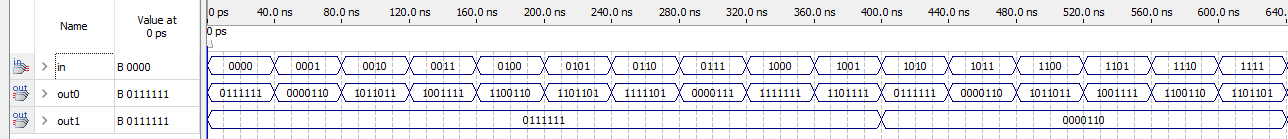 Name Value at 0 ps 0 ps 40.0 ns 80.0 ns 120.0 ns 160.0 ns 200.0 ns 240.0 ns 280.0 ns 320.0 ns 360.0 ns 400.0 ns 440.0 ns 480.0 ns 520.0 ns 560.0 ns 600.0 ns 640.
0 ps
in in B 0000 0000 0001 0010 0011 0100 0101 0110 0111 1000 1001 1010 1011 1100 1101 1110 1111
out out0 B 0111111 0111111 0000110 1011011 1001111 1100110 1101101 1111101 0000111 1111111 1101111 0111111 0000110 1011011 1001111 1100110 1101101
out out1 B 0111111 0111111 0000110